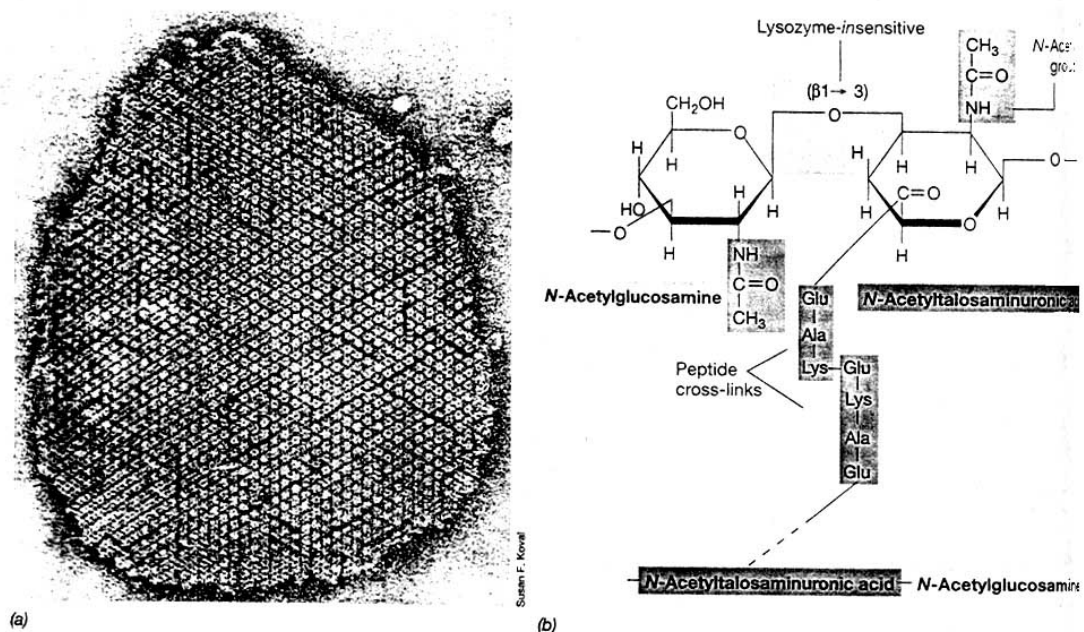 Susan F. Koval
(a)
Lysozyme-insensitive
(β1→ 3)
CH₃
C=O
NH
CH₂OH
O
O
H
H
H
H
H
HO
O
H
NH
C=O
CH₃
H
H
H
C=O
O
H
H
O
N-Acetylglucosamine
N-Acetyltalosaminuronic
Glu
Ala
Lys
Glu
Lys
Ala
Glu
Peptide
cross-links
N-Acetyltalosaminuronic acid
N-Acetylglucosamine
(b)